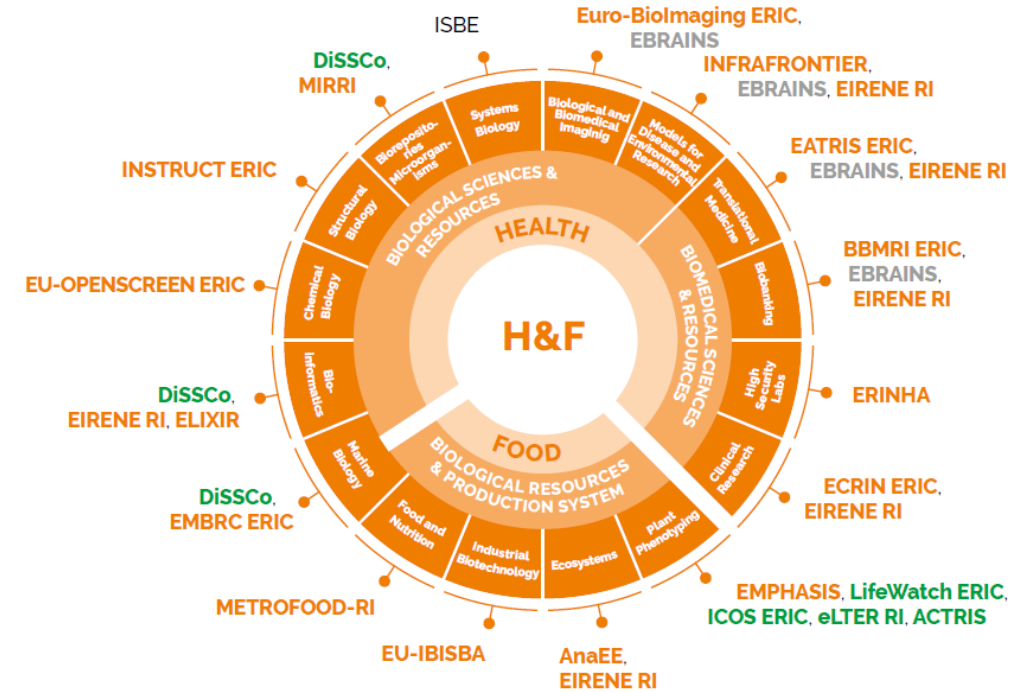 ISBE
Euro-BioImaging ERIC,
EBRAINS
DiSSCo,
MIRRI
INFRAFRONTIER,
EBRAINS, EIRENE RI
INSTRUCT ERIC
EATRIS ERIC,
EBRAINS, EIRENE RI
EU-OPENSCREEN ERIC
BBMRI ERIC,
EBRAINS,
EIRENE RI
DiSSCo,
EIRENE RI, ELIXIR
ERINHA
DiSSCo,
EMBRC ERIC
ECRIN ERIC,
EIRENE RI
METROFOOD-RI
EMPHASIS, LifeWatch ERIC,
ICOS ERIC, eLTER RI, ACTRIS
EU-IBISBA
AnaEE,
EIRENE RI
Systems
Biology
Biological and
Biomedical
Imaginig
Models for
Disease and
Environmental
Research
Translational
Medicine
Biobanking
High
Security
Labs
Clinical
Research
Plant
Phenotyping
Ecosystems
Industrial
Biotechnology
Food and
Nutrition
Marine
Biology
Bio-
informatics
Chemical
Biology
Structural
Biology
Bioreposito-
ries
Microorgan-
isms
BIOLOGICAL SCIENCES &
RESOURCES
BIOMEDICAL SCIENCES
& RESOURCES
BIOLOGICAL RESOURCES
& PRODUCTION SYSTEM
HEALTH
H&F
FOOD